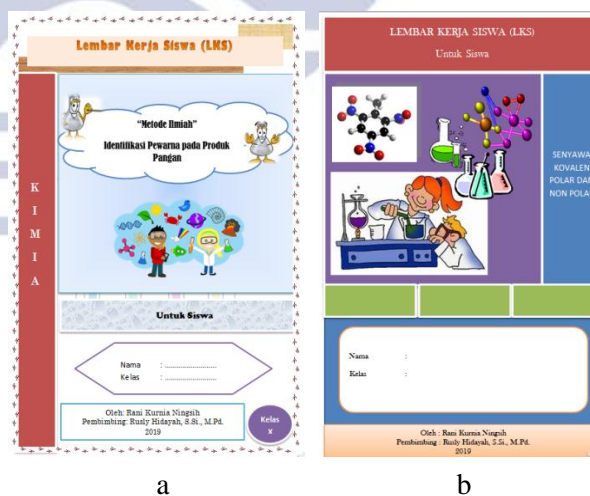 Lembar Kerja Siswa (LKS)
"Metode Ilmiah"
Identifikasi Pewarna pada Produk
Pangan
K
I
M
I
A
Untuk Siswa
Nama : ..........................
Kelas : ..........................
Oleh: Rani Kurnia Ningsih
Pembimbing: Rusly Hidayah, S.Si., M.Pd.
2019
Kelas
X
a
LEMBAR KERJA SISWA (LKS)
Untuk Siswa
SENYAWA
KOVALEN
POLAR DAN
NON POLAR
Nama :
Kelas :
Oleh : Rani Kurnia Ningsih
Pembimbing : Rusly Hidayah, S.Si., M.Pd.
2019
b